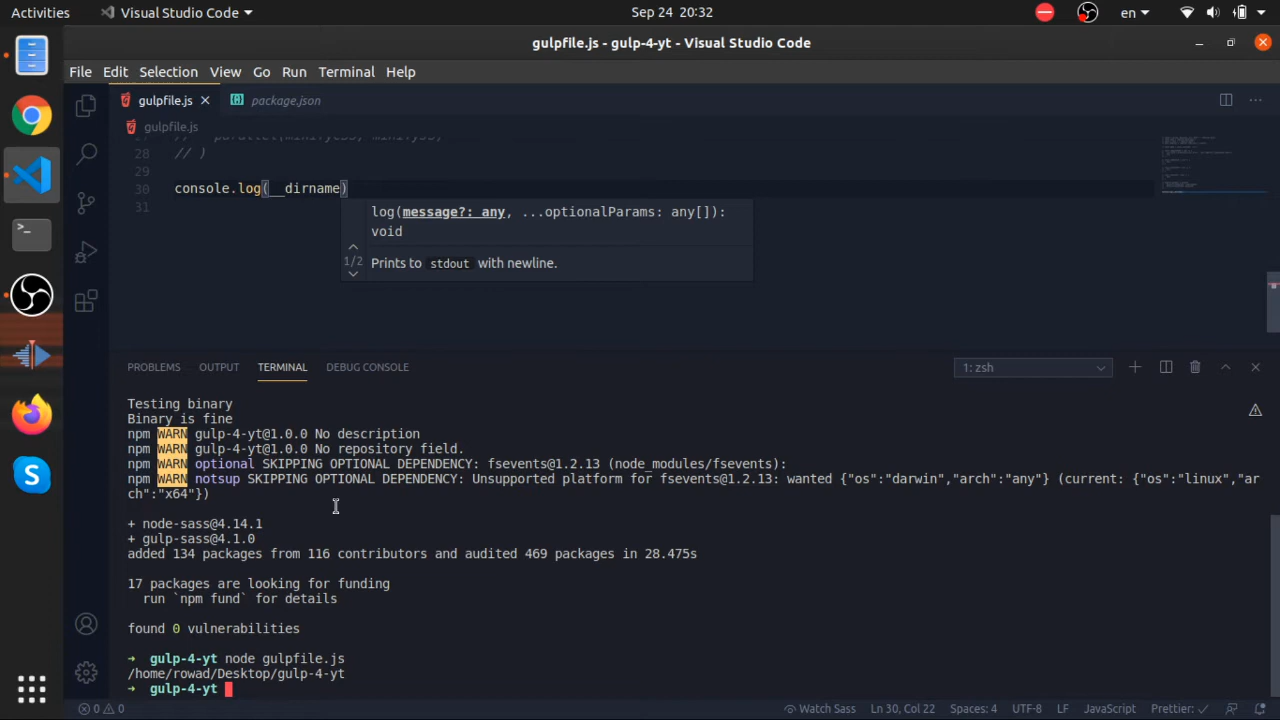 Activities
Visual Studio Code
Sep 24 20:32
en
gulpfile.js - gulp-4-yt - Visual Studio Code
File Edit Selection View Go Run Terminal Help
gulpfile.js
package.json
gulpfile.js
28 // )
29
30 console.log(__dirname)
31
log(message?: any, ...optionalParams: any[]):
void
1/2
Prints to stdout with newline.
PROBLEMS OUTPUT TERMINAL DEBUG CONSOLE
1: zsh
Testing binary
Binary is fine
npm WARN gulp-4-yt@1.0.0 No description
npm WARN gulp-4-yt@1.0.0 No repository field.
npm WARN optional SKIPPING OPTIONAL DEPENDENCY: fsevents@1.2.13 (node_modules/fsevents):
npm WARN notsup SKIPPING OPTIONAL DEPENDENCY: Unsupported platform for fsevents@1.2.13: wanted {"os":"darwin","arch":"any"} (current: {"os":"linux","ar
ch":"x64"})
+ node-sass@4.14.1
+ gulp-sass@4.1.0
added 134 packages from 116 contributors and audited 469 packages in 28.475s
17 packages are looking for funding
run `npm fund` for details
found 0 vulnerabilities
➜ gulp-4-yt node gulpfile.js
/home/rowad/Desktop/gulp-4-yt
➜ gulp-4-yt
0 0
Watch Sass
Ln 30, Col 22
Spaces: 4
UTF-8
LF
JavaScript
Prettier: ✓